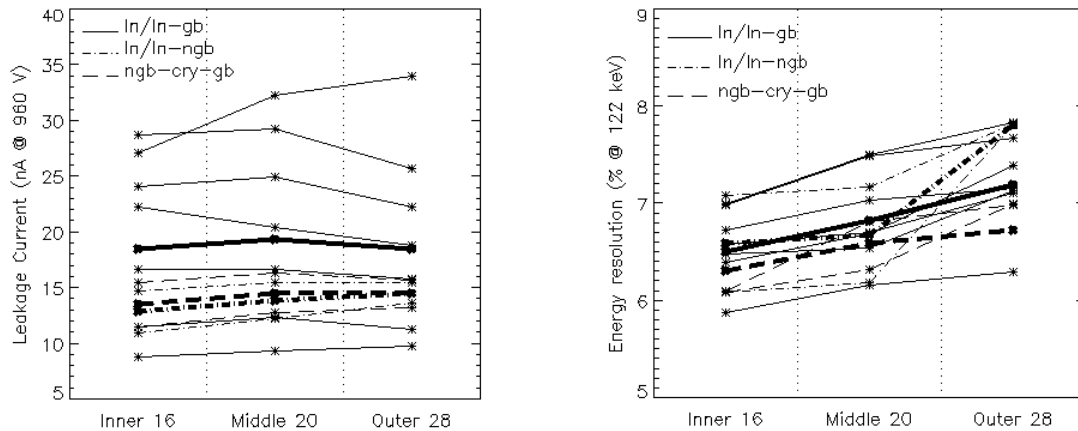 40
35
30
25
20
15
10
5
Leakage Current (nA @ 960 V)
In/In-gb
In/In-ngb
ngb-cry-gb
Inner 16 Middle 20 Outer 28
9
8
7
6
5
Energy resolution (% @ 122 keV)
In/In-gb
In/In-ngb
ngb-cry-gb
Inner 16 Middle 20 Outer 28